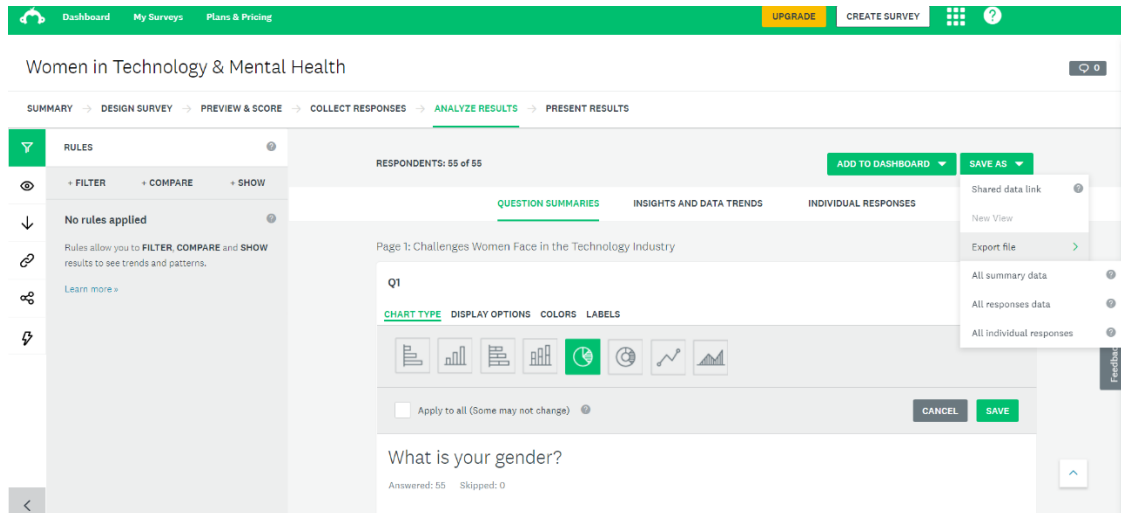 Dashboard My Surveys Plans & Pricing UPGRADE CREATE SURVEY ?
Women in Technology & Mental Health
0
SUMMARY → DESIGN SURVEY → PREVIEW & SCORE → COLLECT RESPONSES → ANALYZE RESULTS → PRESENT RESULTS
RULES ?
+ FILTER + COMPARE + SHOW
No rules applied ?
Rules allow you to FILTER, COMPARE and SHOW
results to see trends and patterns.
Learn more »
RESPONDENTS: 55 of 55
ADD TO DASHBOARD SAVE AS
Shared data link ?
New View
Export file >
All summary data ?
All responses data ?
All individual responses ?
QUESTION SUMMARIES INSIGHTS AND DATA TRENDS INDIVIDUAL RESPONSES
Page 1: Challenges Women Face in the Technology Industry
Q1
CHART TYPE DISPLAY OPTIONS COLORS LABELS
Apply to all (Some may not change) ?
CANCEL SAVE
What is your gender?
Answered: 55 Skipped: 0